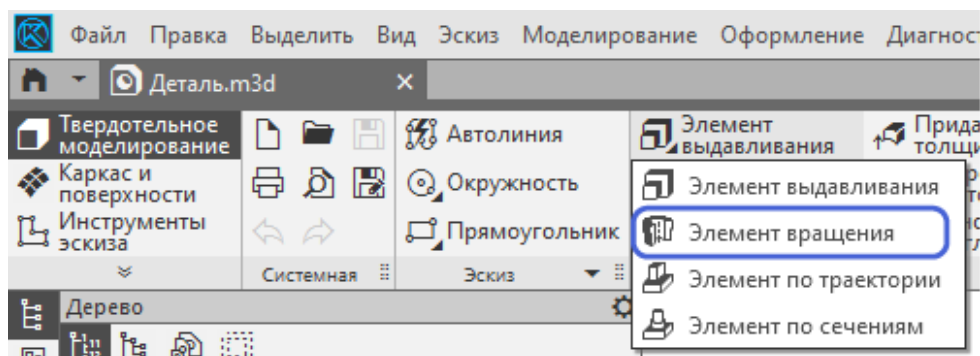 Файл Правка Выделить Вид Эскиз Моделирование Оформление
Деталь.m3d
Твердотельное
моделирование
Автолиния
Элемент
выдавливания
Каркас и
поверхности
Окружность
Элемент выдавливания
Инструменты
эскиза
Прямоугольник
Элемент вращения
Системная
Эскиз
Элемент по траектории
Дерево
Элемент по сечениям